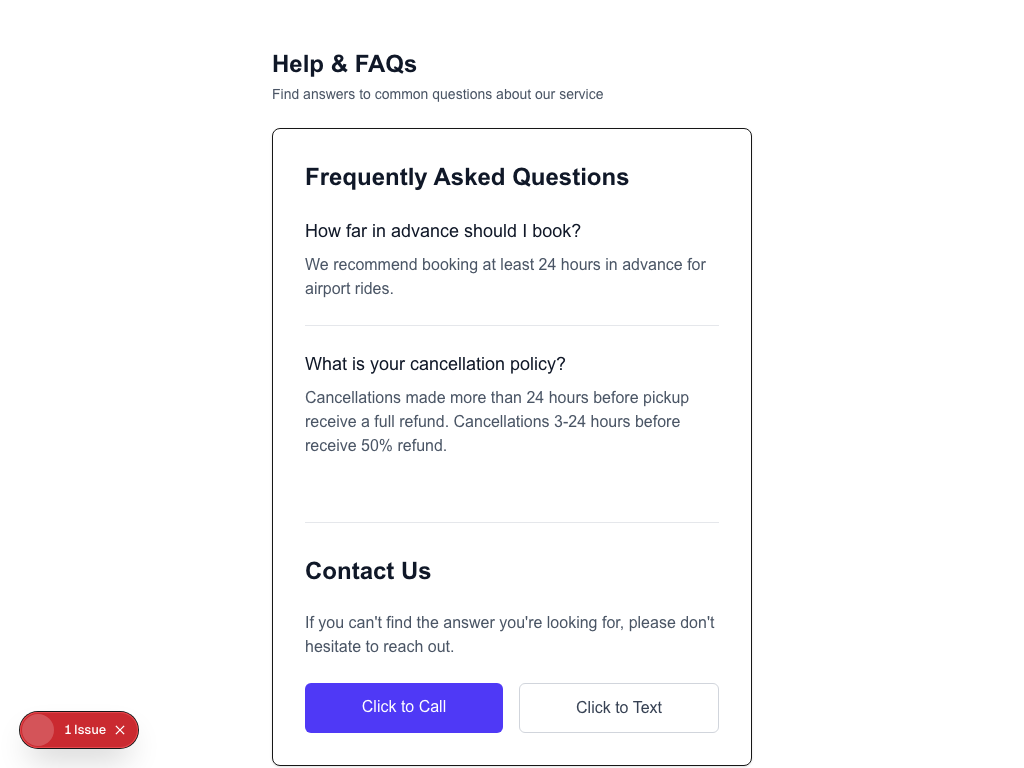 Help & FAQs
Find answers to common questions about our service
Frequently Asked Questions
How far in advance should I book?
We recommend booking at least 24 hours in advance for
airport rides.
What is your cancellation policy?
Cancellations made more than 24 hours before pickup
receive a full refund. Cancellations 3-24 hours before
receive 50% refund.
Contact Us
If you can't find the answer you're looking for, please don't
hesitate to reach out.
Click to Call
Click to Text
1 Issue